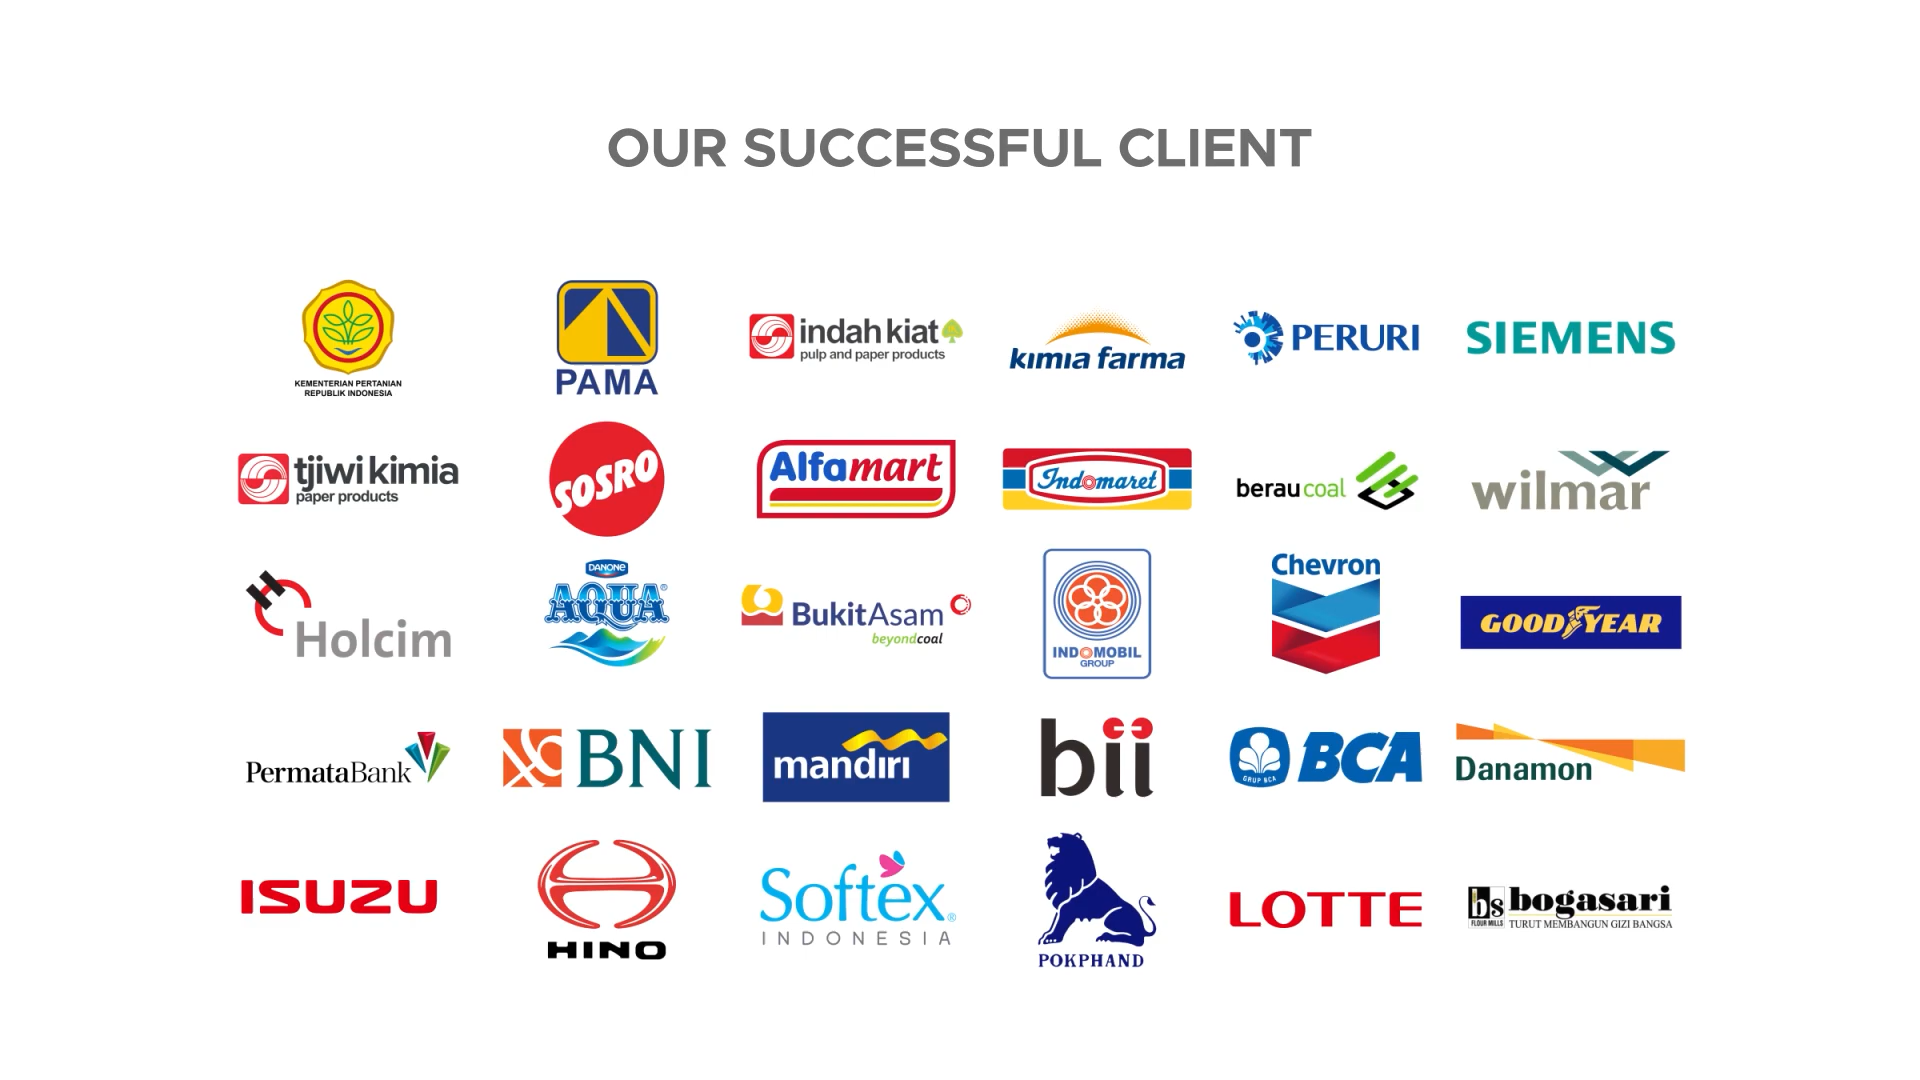 OUR SUCCESSFUL CLIENT
KEMENTERIAN PERTANIAN
REPUBLIK INDONESIA
PAMA
indah kiat
pulp and paper products
kimia farma
PERURI
SIEMENS
tjiwi kimia
paper products
SOSRO
Alfamart
Indomaret
berau coal
wilmar
Holcim
DANONE
AQUA®
BukitAsam
beyondcoal
INDOMOBIL
GROUP
Chevron
GOODYEAR
PermataBank
BNI
mandiri
bii
GRUP BCA
BCA
Danamon
ISUZU
HINO
Softex®
INDONESIA
POKPHAND
LOTTE
bs
FLOUR MILLS
bogasari
TURUT MEMBANGUN GIZI BANGSA